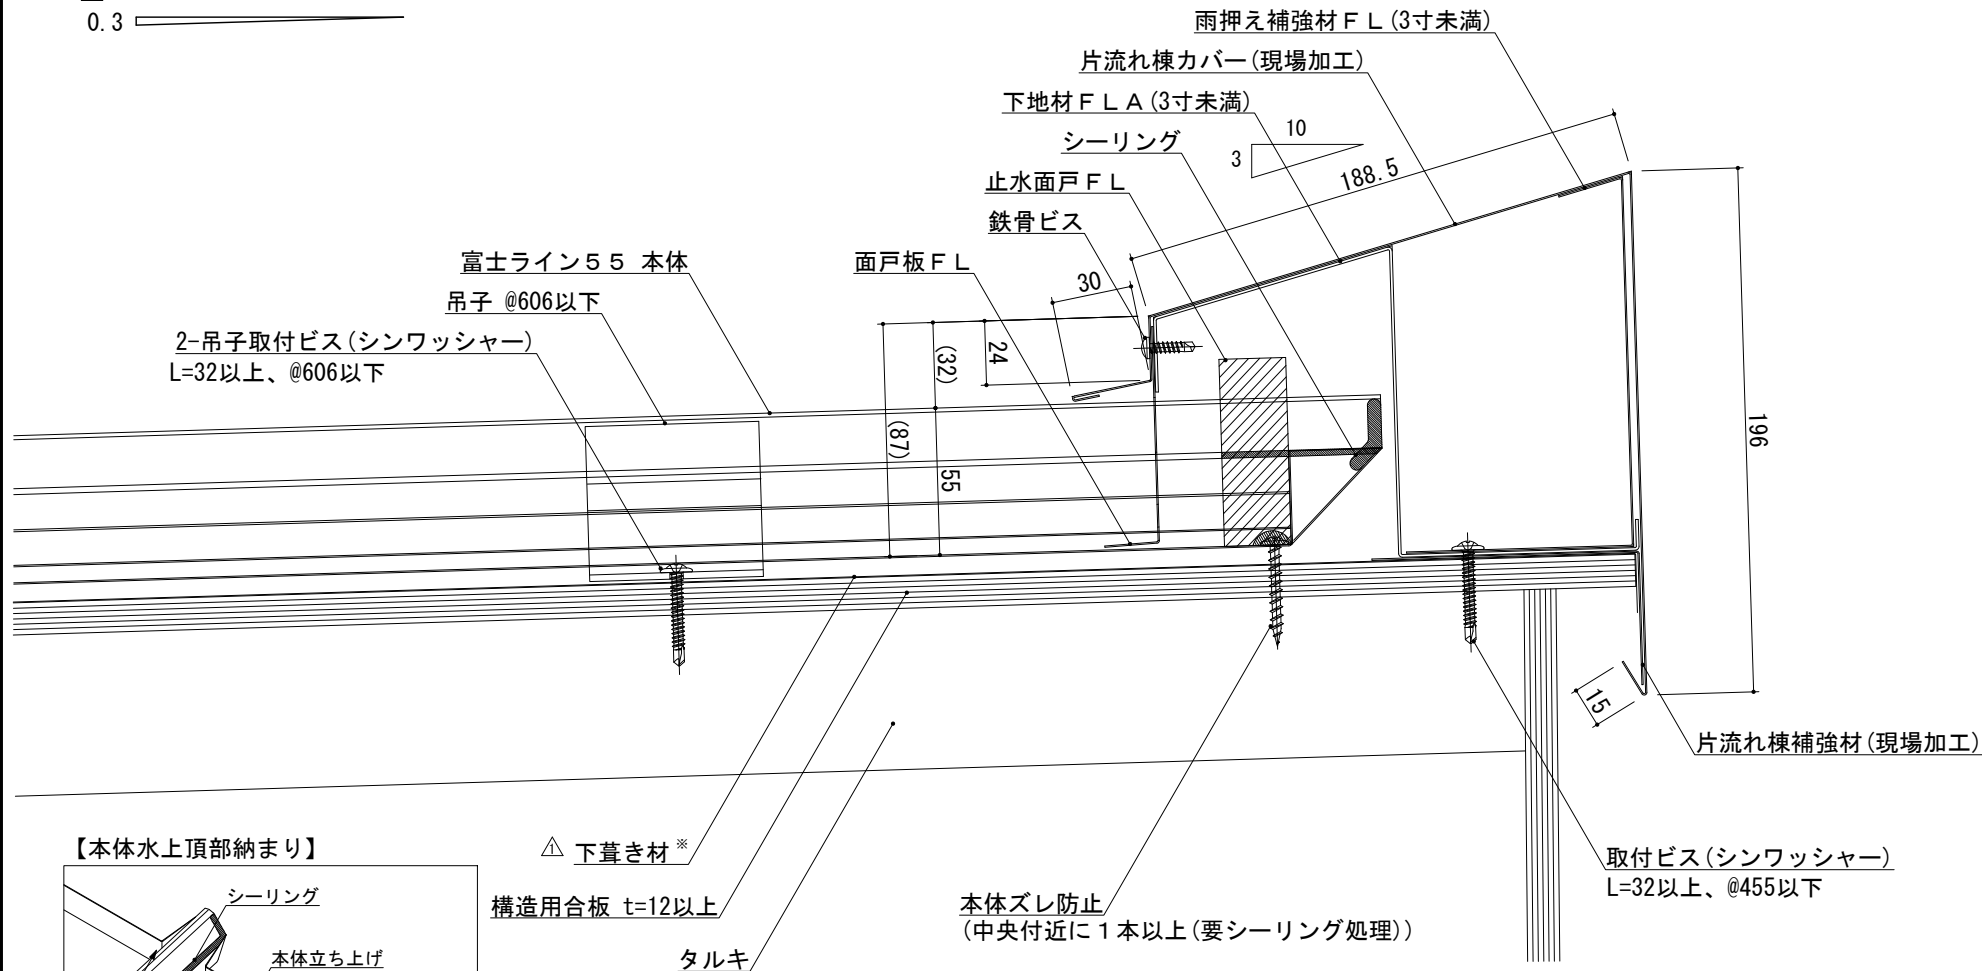 0.3
雨押え補強材ＦＬ(3寸未満)
片流れ棟カバー(現場加工)
下地材ＦＬＡ(3寸未満)
シーリング
止水面戸ＦＬ
鉄骨ビス
面戸板ＦＬ
富士ライン５５ 本体
吊子 @606以下
2-吊子取付ビス(シンワッシャー)
L=32以上、@606以下
10
3
188.5
30
24
(32)
(87)
55
196
15
片流れ棟補強材(現場加工)
取付ビス(シンワッシャー)
L=32以上、@455以下
本体ズレ防止
(中央付近に１本以上(要シーリング処理))
1 下葺き材※
構造用合板 t=12以上
タルキ
【本体水上頂部納まり】
シーリング
本体立ち上げ